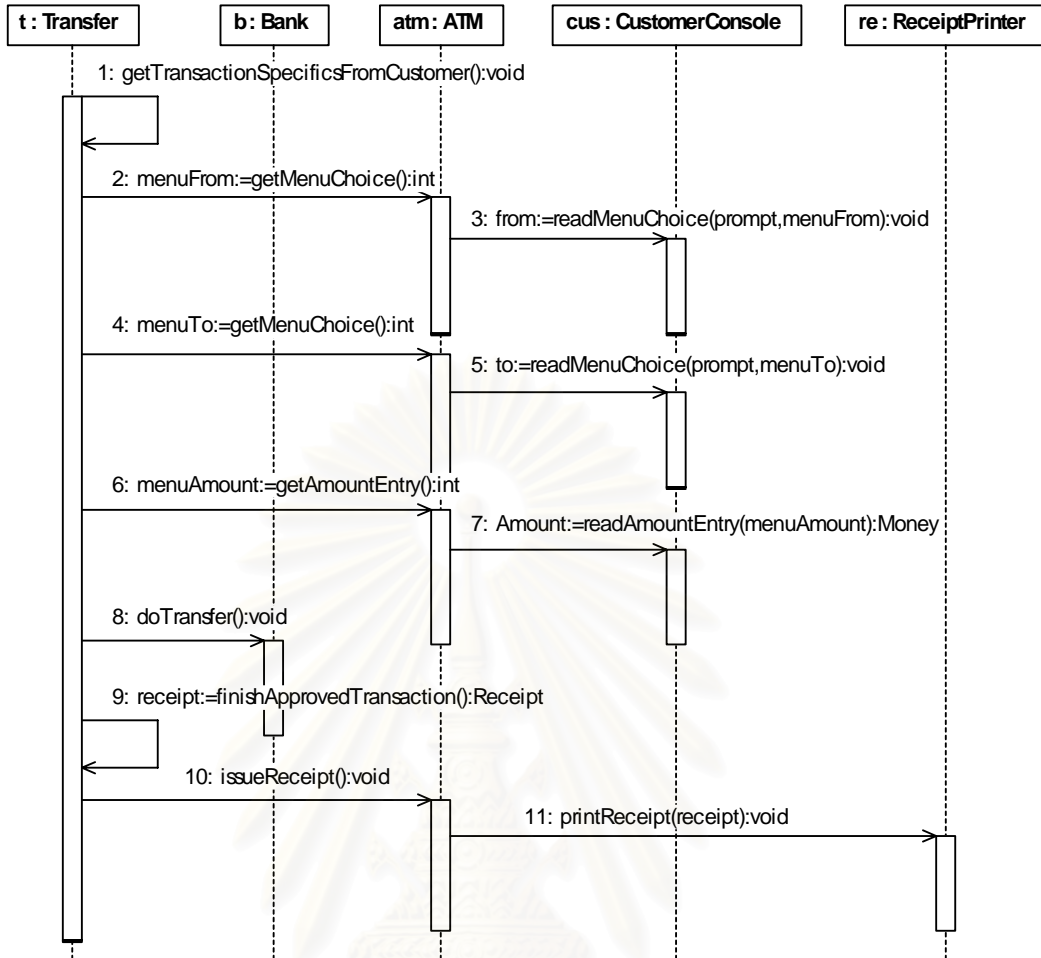 t : Transfer
b : Bank
atm : ATM
cus : CustomerConsole
re : ReceiptPrinter
1: getTransactionSpecificsFromCustomer():void
2: menuFrom:=getMenuChoice():int
3: from:=readMenuChoice(prompt,menuFrom):void
4: menuTo:=getMenuChoice():int
5: to:=readMenuChoice(prompt,menuTo):void
6: menuAmount:=getAmountEntry():int
7: Amount:=readAmountEntry(menuAmount):Money
8: doTransfer():void
9: receipt:=finishApprovedTransaction():Receipt
10: issueReceipt():void
11: printReceipt(receipt):void